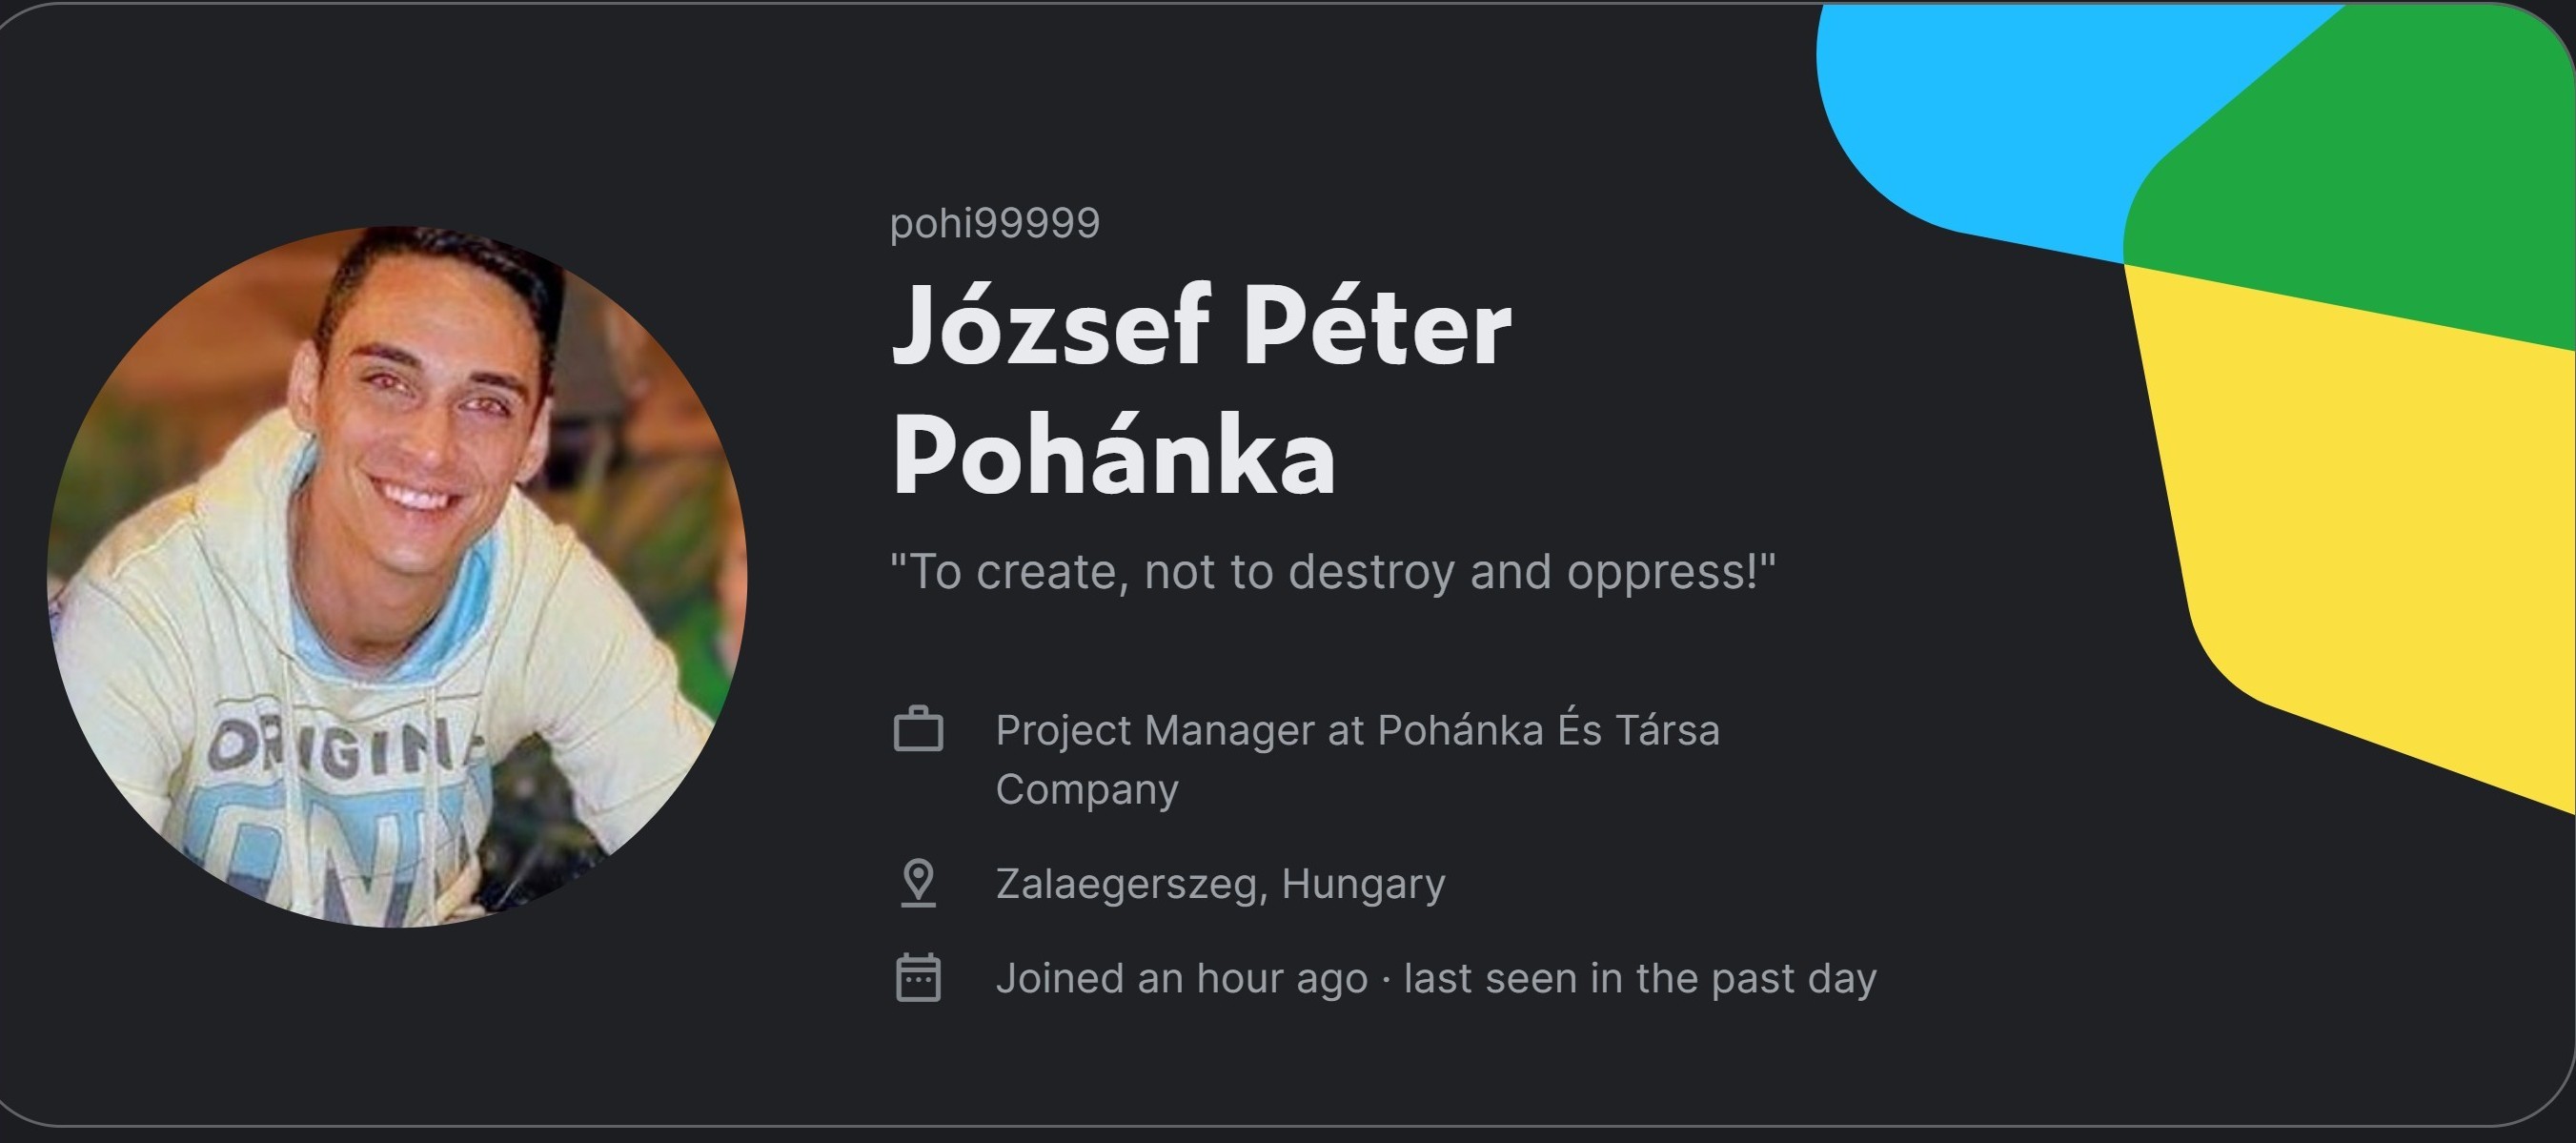 pohi99999
József Péter
Pohánka
"To create, not to destroy and oppress!"
Project Manager at Pohánka És Társa
Company
Zalaegerszeg, Hungary
Joined an hour ago · last seen in the past day
ORIGINA